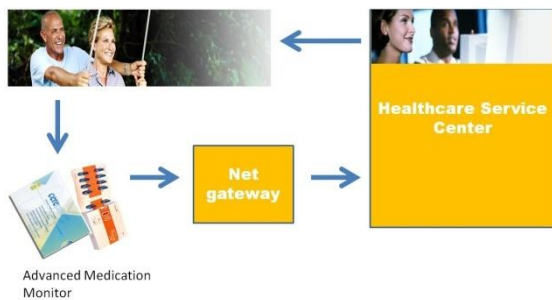 Healthcare Service
Center
Net
gateway
Advanced Medication
Monitor